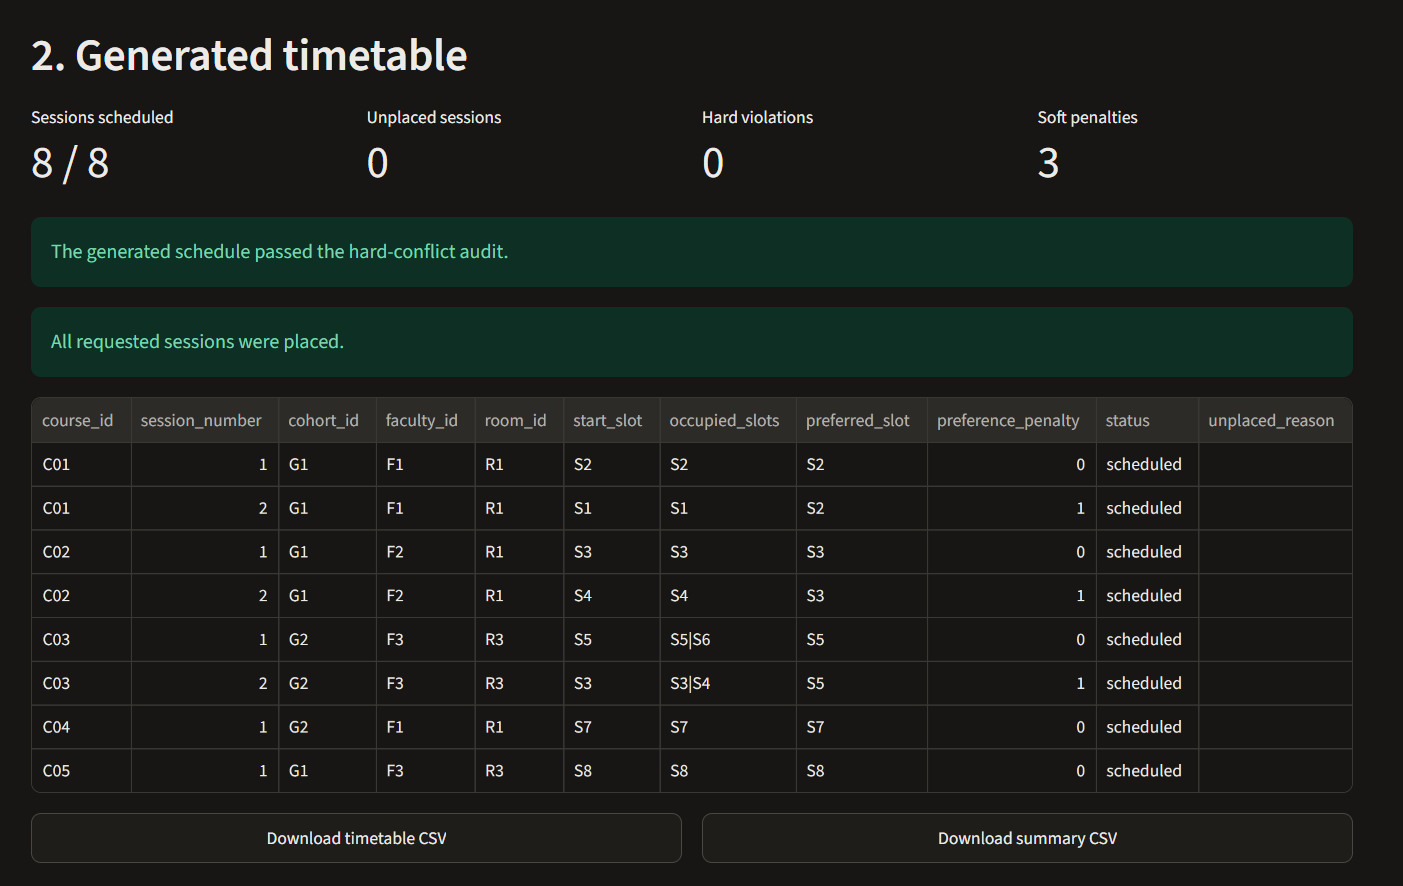 2. Generated timetable
Sessions scheduled Unplaced sessions Hard violations Soft penalties
8 / 8 0 0 3
The generated schedule passed the hard-conflict audit.
All requested sessions were placed.
course_id session_number cohort_id faculty_id room_id start_slot occupied_slots preferred_slot preference_penalty status unplaced_reason
C01 1 G1 F1 R1 S2 S2 S2 0 scheduled
C01 2 G1 F1 R1 S1 S1 S2 1 scheduled
C02 1 G1 F2 R1 S3 S3 S3 0 scheduled
C02 2 G1 F2 R1 S4 S4 S3 1 scheduled
C03 1 G2 F3 R3 S5 S5|S6 S5 0 scheduled
C03 2 G2 F3 R3 S3 S3|S4 S5 1 scheduled
C04 1 G2 F1 R1 S7 S7 S7 0 scheduled
C05 1 G1 F3 R3 S8 S8 S8 0 scheduled
Download timetable CSV Download summary CSV